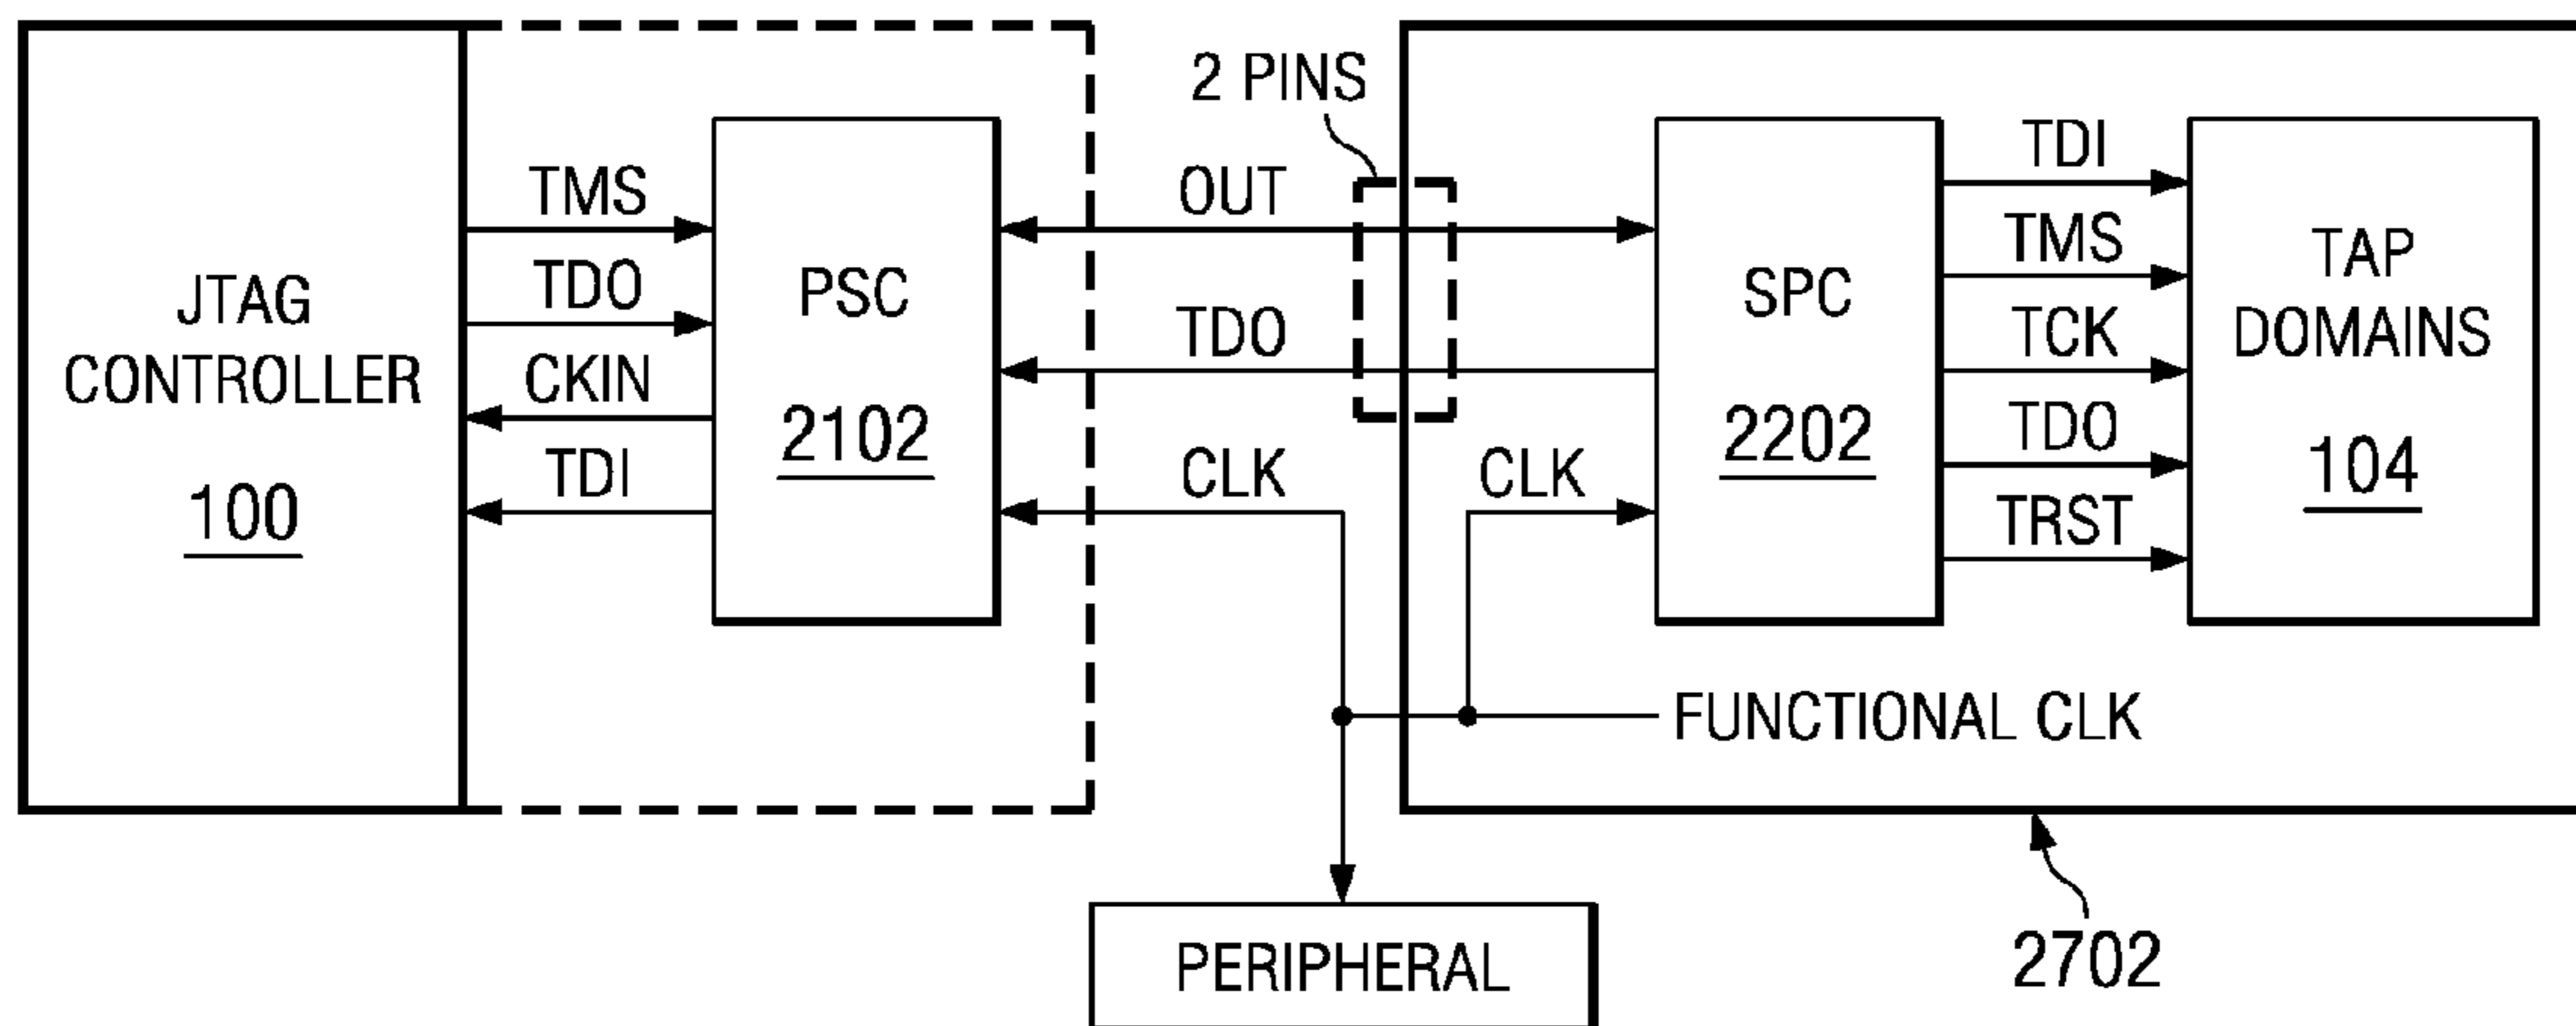 JTAG
CONTROLLER
100
TMS
TDO
CKIN
TDI
PSC
2102
2 PINS
OUT
TDO
CLK
CLK
SPC
2202
TDI
TMS
TCK
TDO
TRST
TAP
DOMAINS
104
FUNCTIONAL CLK
PERIPHERAL
2702